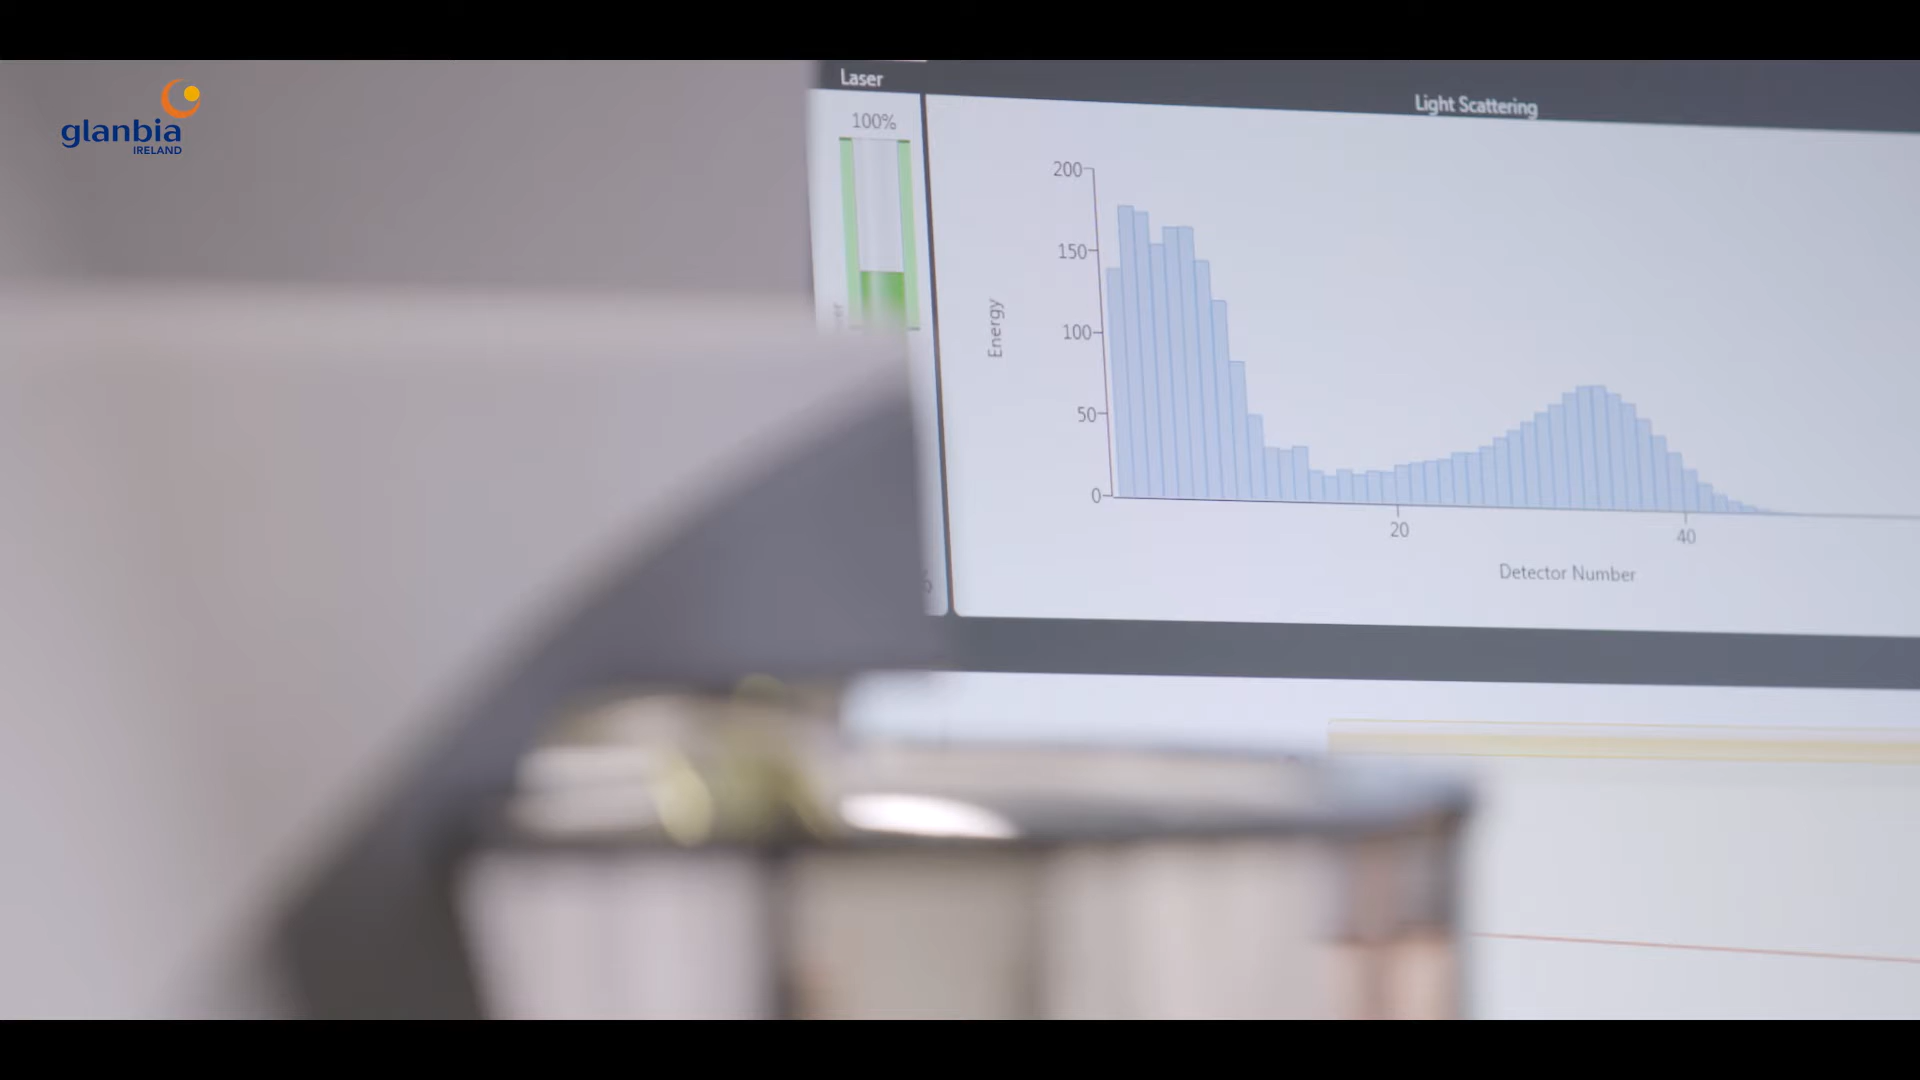 glanbia
IRELAND
Laser
100%
Light Scattering
200
150
100
50
0
Energy
20
40
Detector Number